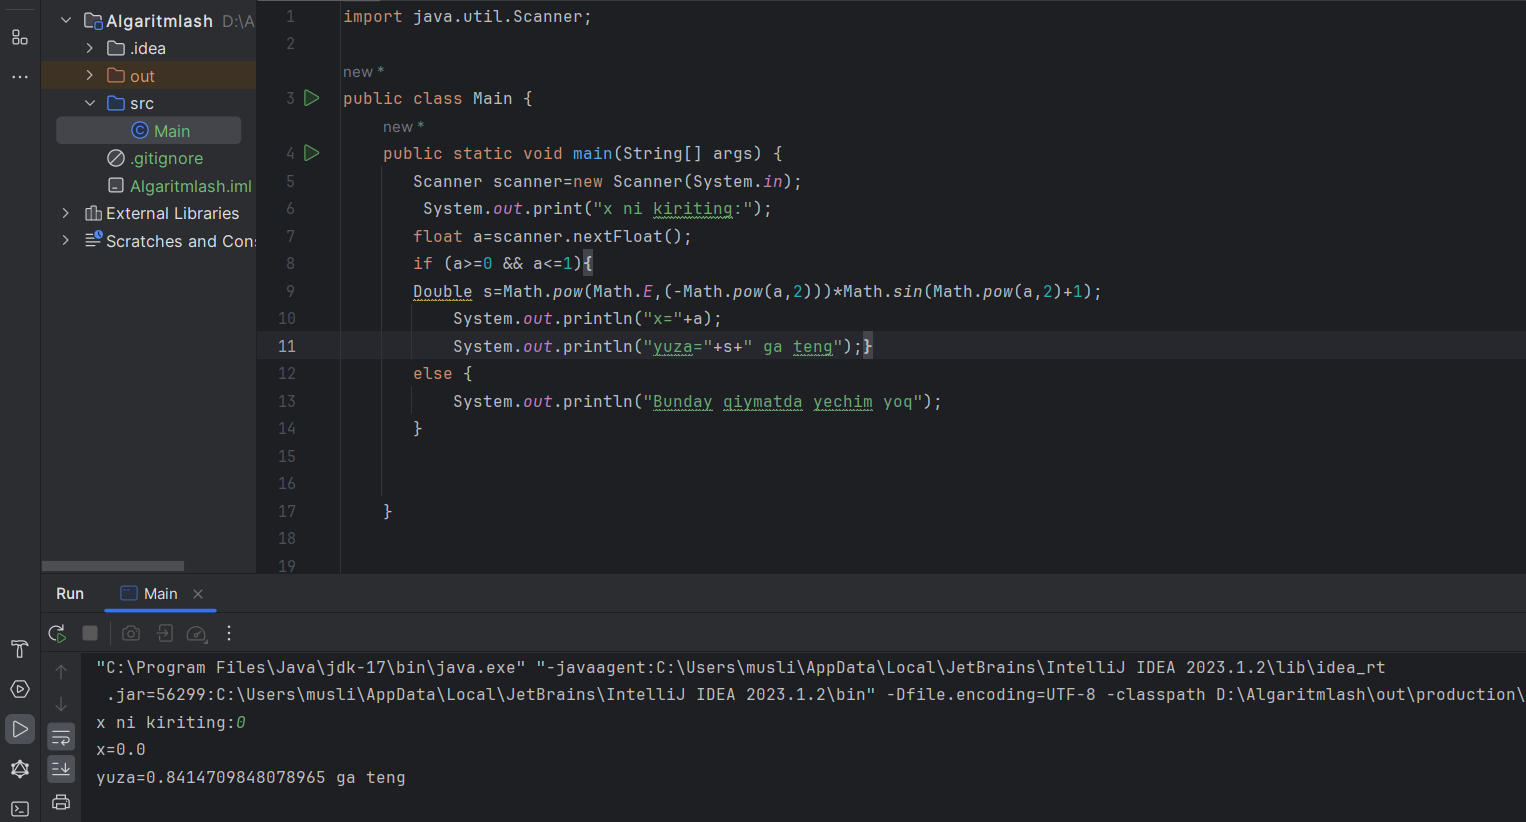 Algaritmlash D:\A
.idea
out
src
Main
.gitignore
Algaritmlash.iml
External Libraries
Scratches and Con
1 import java.util.Scanner;
2
new *
3 public class Main {
new *
4 public static void main(String[] args) {
5 Scanner scanner=new Scanner(System.in);
6 System.out.print("x ni kiriting:");
7 float a=scanner.nextFloat();
8 if (a>=0 && a<=1){
9 Double s=Math.pow(Math.E,(-Math.pow(a,2)))*Math.sin(Math.pow(a,2)+1);
10 System.out.println("x="+a);
11 System.out.println("yuza="+s+" ga teng");}
12 else {
13 System.out.println("Bunday qiymatda yechim yoq");
14 }
15
16
17 }
18
19
Run Main
"C:\Program Files\Java\jdk-17\bin\java.exe" "-javaagent:C:\Users\musli\AppData\Local\JetBrains\IntelliJ IDEA 2023.1.2\lib\idea_rt
.jar=56299:C:\Users\musli\AppData\Local\JetBrains\IntelliJ IDEA 2023.1.2\bin" -Dfile.encoding=UTF-8 -classpath D:\Algaritmlash\out\production\
x ni kiriting:0
x=0.0
yuza=0.8414709848078965 ga teng